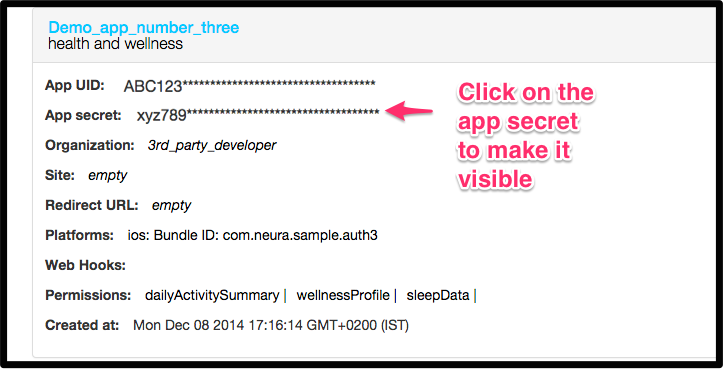 Demo_app_number_three
health and wellness
App UID: ABC123************************************
App secret: xyz789************************************
Organization: 3rd_party_developer
Site: empty
Redirect URL: empty
Platforms: ios: Bundle ID: com.neura.sample.auth3
Web Hooks:
Permissions: dailyActivitySummary | wellnessProfile | sleepData |
Created at: Mon Dec 08 2014 17:16:14 GMT+0200 (IST)
Click on the
app secret
to make it
visible